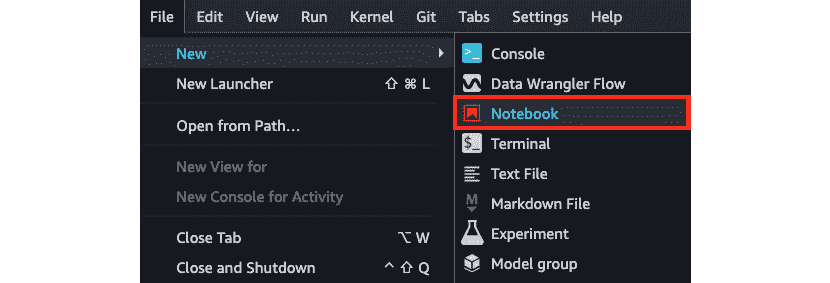 File Edit View Run Kernel Git Tabs Settings Help
New
New Launcher ⇧ ⌘ L
Open from Path...
New View for
New Console for Activity
Close Tab ⌥ W
Close and Shutdown ^ ⇧ Q
>_ Console
Data Wrangler Flow
Notebook
$_ Terminal
Text File
M Markdown File
Experiment
Model group